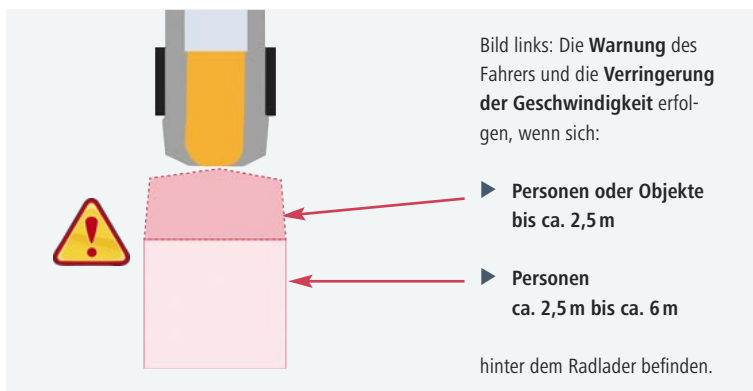 Bild links: Die Warnung des
Fahrers und die Verringerung
der Geschwindigkeit erfol-
gen, wenn sich:
▶ Personen oder Objekte
bis ca. 2,5 m
▶ Personen
ca. 2,5 m bis ca. 6 m
hinter dem Radlader befinden.